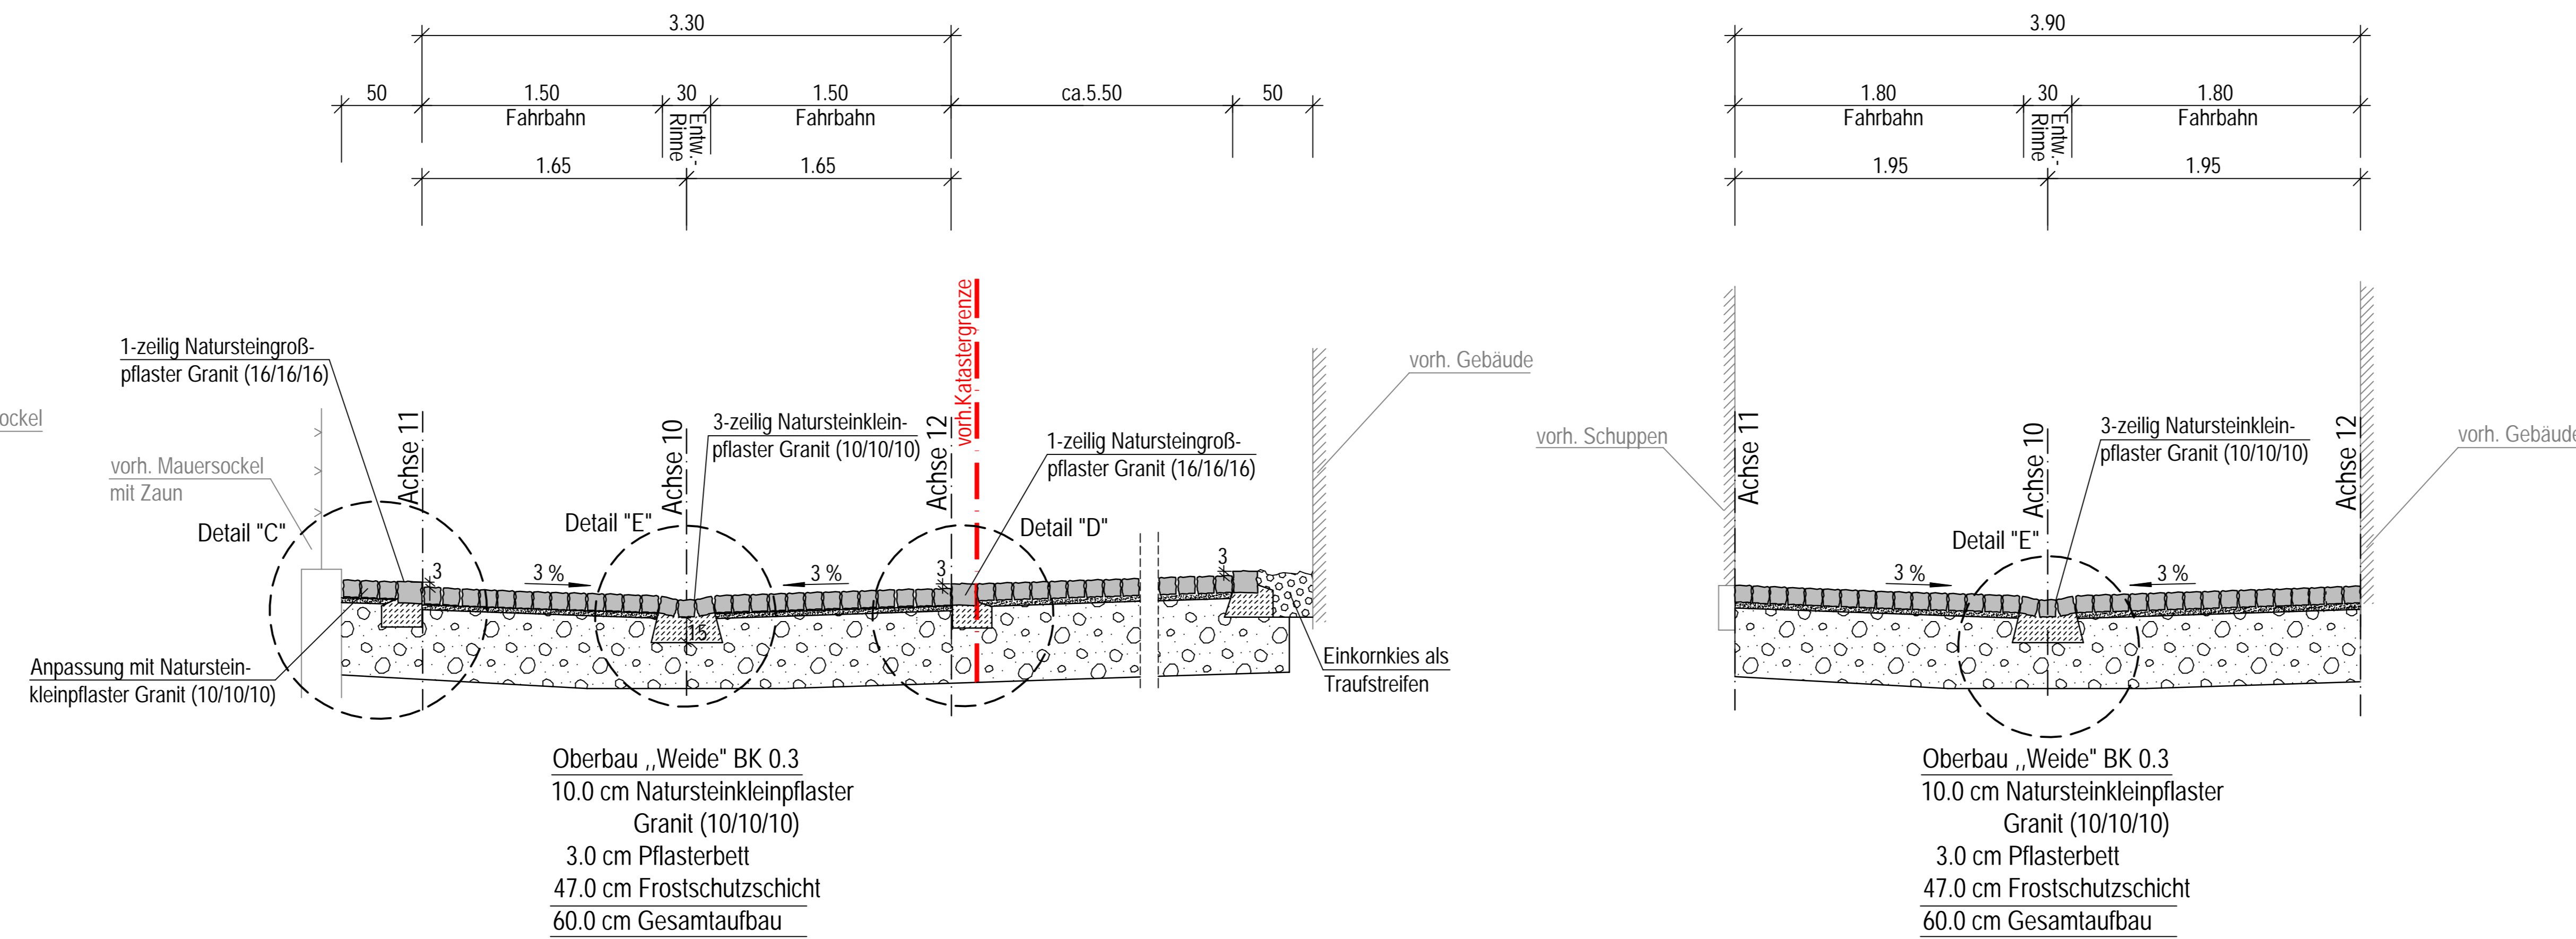 3.30
50
1.50
30
1.50
ca.5.50
50
Fahrbahn
Entw.-
Rinne
Fahrbahn
1.65
1.65
vorh.Katastergrenze
1-zeilig Natursteingroß-
pflaster Granit (16/16/16)
ockel
vorh. Mauersockel
mit Zaun
Achse 11
Achse 10
3-zeilig Natursteinklein-
pflaster Granit (10/10/10)
Achse 12
1-zeilig Natursteingroß-
pflaster Granit (16/16/16)
vorh. Gebäude
Detail "C"
Detail "E"
Detail "D"
3
3 %
3 %
3
3
15
Anpassung mit Naturstein-
kleinpflaster Granit (10/10/10)
Einkornkies als
Traufstreifen
Oberbau ,,Weide" BK 0.3
10.0 cm Natursteinkleinpflaster
Granit (10/10/10)
3.0 cm Pflasterbett
47.0 cm Frostschutzschicht
60.0 cm Gesamtaufbau
3.90
1.80
30
1.80
Fahrbahn
Entw.-
Rinne
Fahrbahn
1.95
1.95
vorh. Schuppen
Achse 11
Achse 10
3-zeilig Natursteinklein-
pflaster Granit (10/10/10)
Achse 12
vorh. Gebäude
Detail "E"
3 %
3 %
Oberbau ,,Weide" BK 0.3
10.0 cm Natursteinkleinpflaster
Granit (10/10/10)
3.0 cm Pflasterbett
47.0 cm Frostschutzschicht
60.0 cm Gesamtaufbau